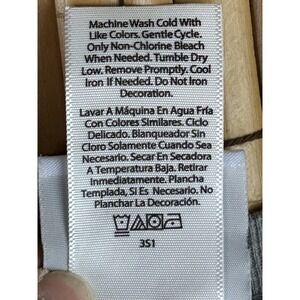 Machine Wash Cold With
Like Colors. Gentle Cycle.
Only Non-Chlorine Bleach
When Needed. Tumble Dry
Low. Remove Promptly. Cool
Iron If Needed. Do Not Iron
Decoration.
Lavar A Máquina En Agua Fría
Con Colores Similares. Ciclo
Delicado. Blanqueador Sin
Cloro Solamente Cuando Sea
Necesario. Secar En Secadora
A Temperatura Baja. Retirar
Inmediatamente. Plancha
Templada, Si Es Necesario. No
Planchar La Decoración.
3S1